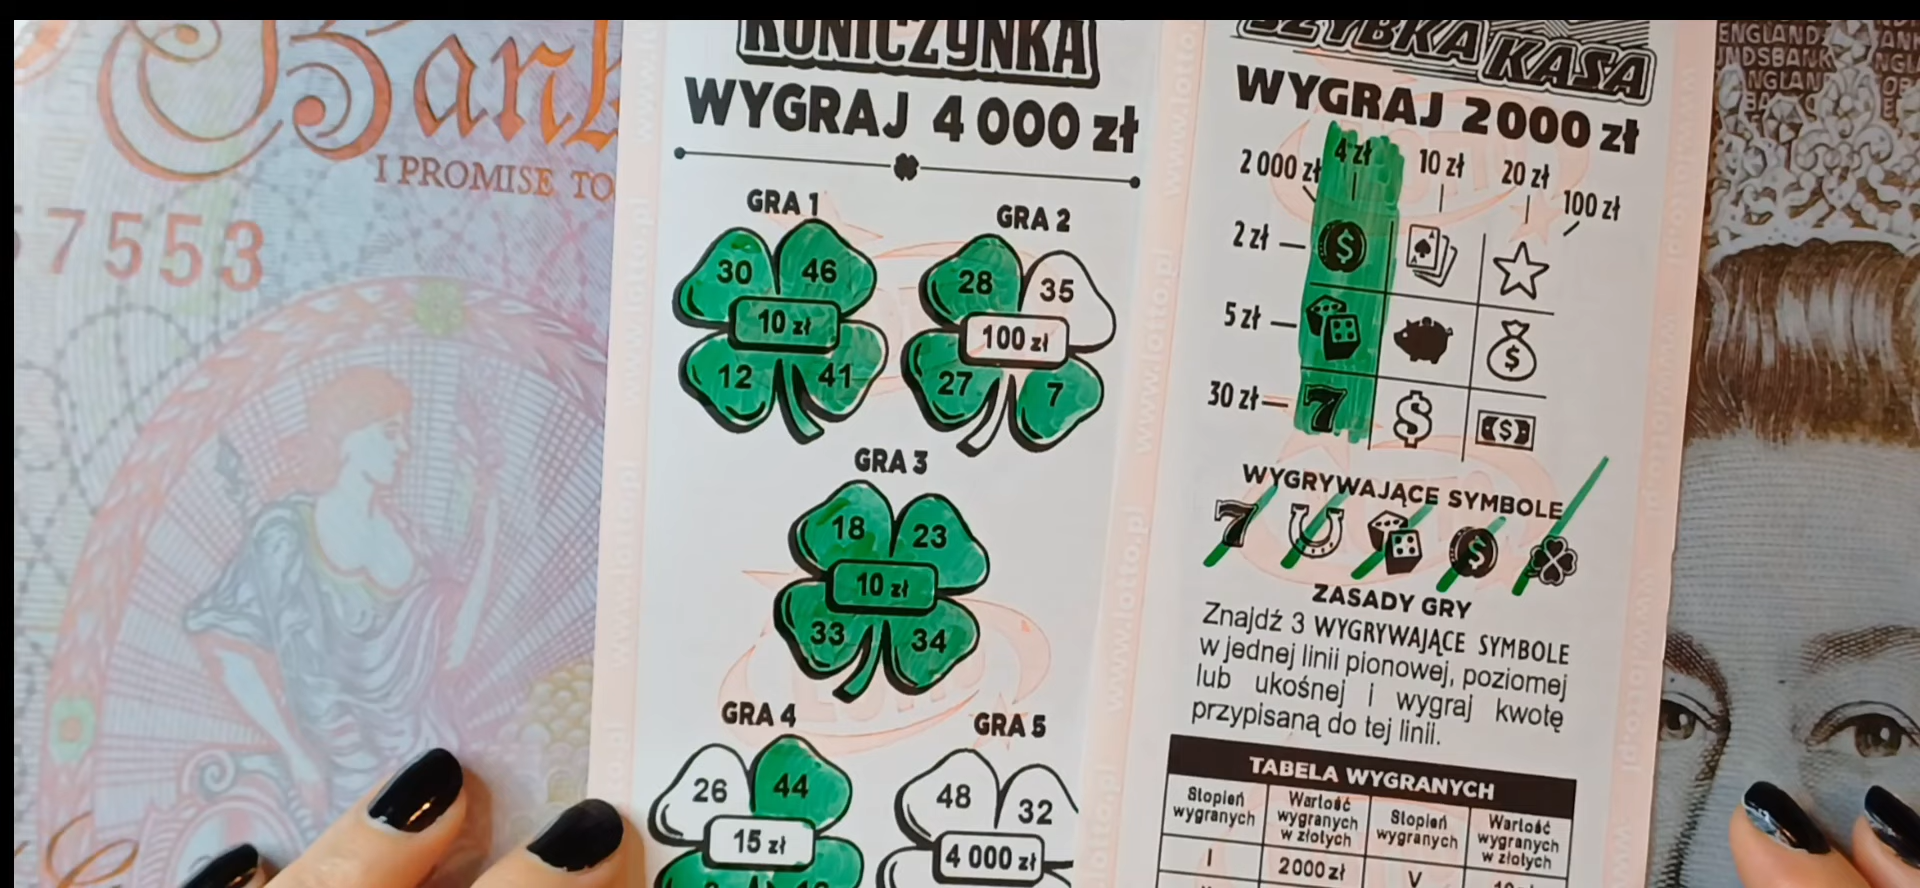 Bank
I PROMISE TO
7553
KONICZYNKA
WYGRAJ 4 000 zł
GRA 1
30
46
10 zł
12
41
GRA 2
28
35
100 zł
27
7
GRA 3
18
23
10 zł
33
34
GRA 4
26
44
15 zł
GRA 5
48
32
4 000 zł
www.lotto.pl
SZYBKA KASA
WYGRAJ 2 000 zł
2 000 zł
4 zł
10 zł
20 zł
100 zł
2 zł
A
5 zł
30 zł
7
$
WYGRYWAJĄCE SYMBOLE
7
$
ZASADY GRY
Znajdź 3 WYGRYWAJĄCE SYMBOLE
w jednej linii pionowej, poziomej
lub ukośnej i wygraj kwotę
przypisaną do tej linii.
TABELA WYGRANYCH
Stopień wygranych
Wartość wygranych w złotych
Stopień wygranych
Wartość wygranych w złotych
I
2000 zł
V
ENGLAND